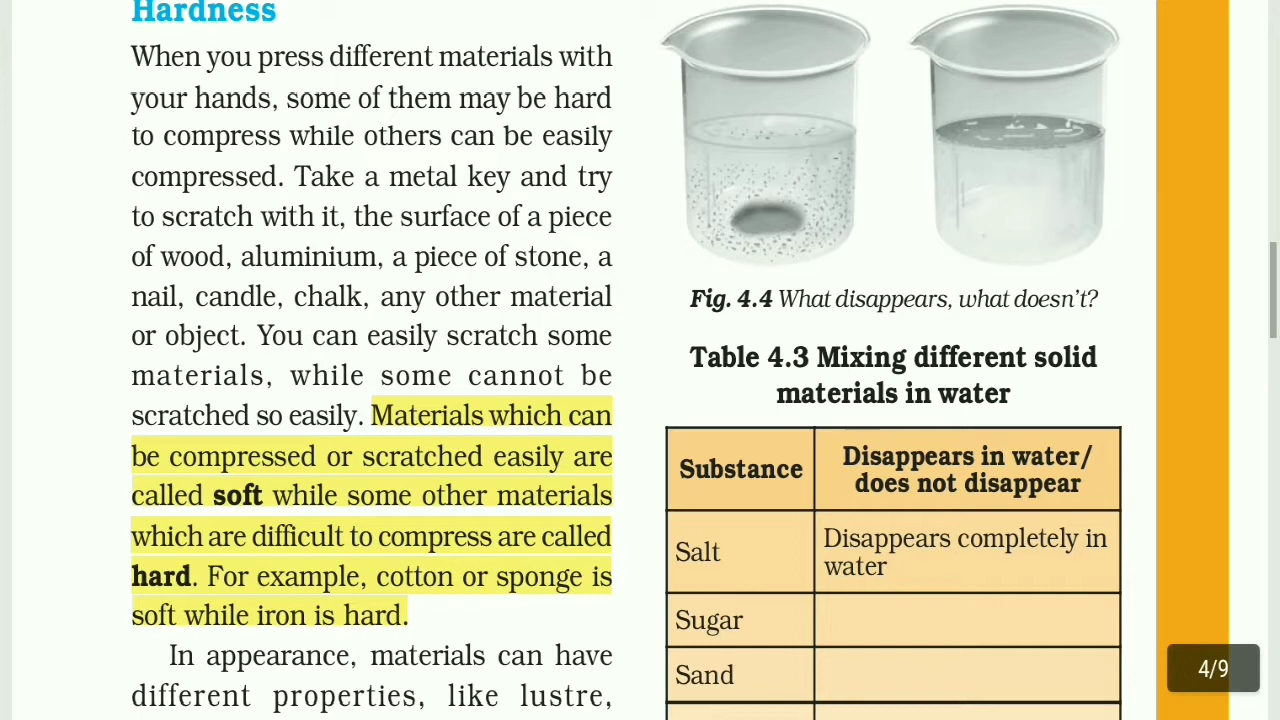 Hardness
When you press different materials with
your hands, some of them may be hard
to compress while others can be easily
compressed. Take a metal key and try
to scratch with it, the surface of a piece
of wood, aluminium, a piece of stone, a
nail, candle, chalk, any other material
or object. You can easily scratch some
materials, while some cannot be
scratched so easily. Materials which can
be compressed or scratched easily are
called soft while some other materials
which are difficult to compress are called
hard. For example, cotton or sponge is
soft while iron is hard.
In appearance, materials can have
different properties, like lustre,
Fig. 4.4 What disappears, what doesn't?
Table 4.3 Mixing different solid
materials in water
Substance
Disappears in water/
does not disappear
Salt
Disappears completely in
water
Sugar
Sand
4/9